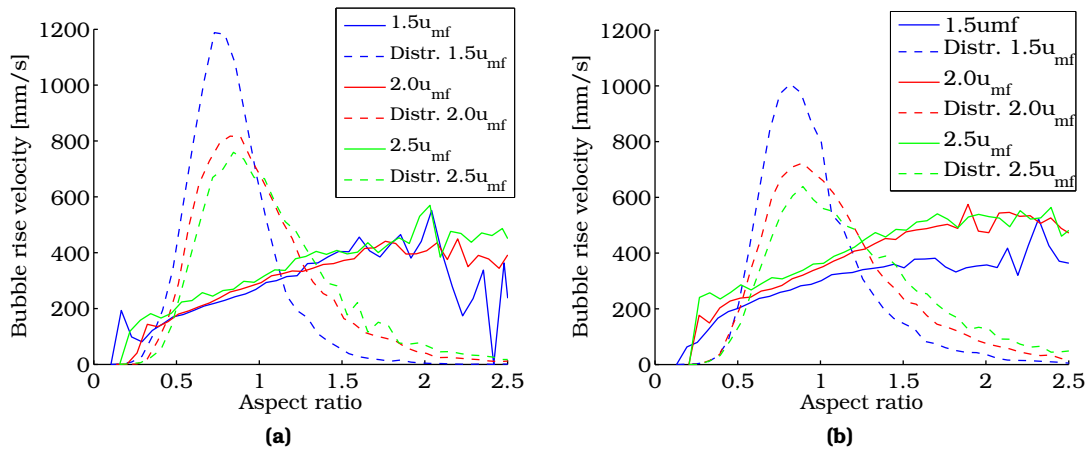 1200
1000
800
600
400
200
0
Bubble rise velocity [mm/s]
1.5u_mf
Distr. 1.5u_mf
2.0u_mf
Distr. 2.0u_mf
2.5u_mf
Distr. 2.5u_mf
0 0.5 1 1.5 2 2.5
Aspect ratio
(a)
1200
1000
800
600
400
200
0
Bubble rise velocity [mm/s]
1.5umf
Distr. 1.5u_mf
2.0u_mf
Distr. 2.0u_mf
2.5u_mf
Distr. 2.5u_mf
0 0.5 1 1.5 2 2.5
Aspect ratio
(b)